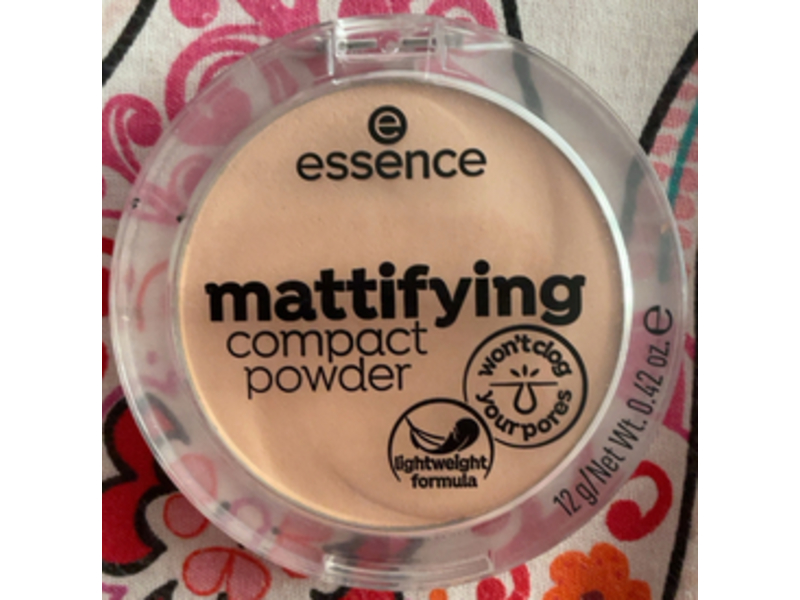 e
essence
mattifying
compact
powder
won't clog
your pores
lightweight
formula
12 g/Net Wt. 0.42 oz. ℮